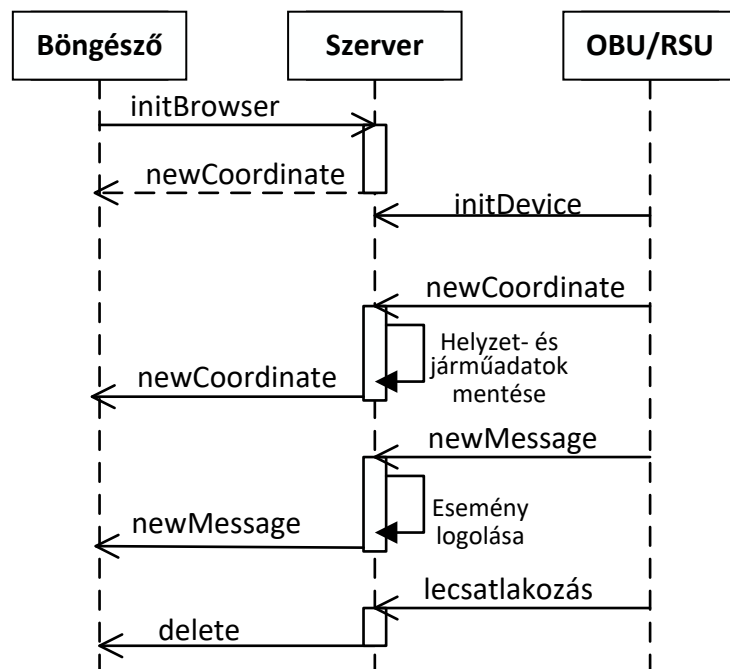 Böngésző
Szerver
OBU/RSU
initBrowser
newCoordinate
initDevice
newCoordinate
Helyzet- és
járműadatok
mentése
newCoordinate
newMessage
Esemény
logolása
newMessage
lecsatlakozás
delete